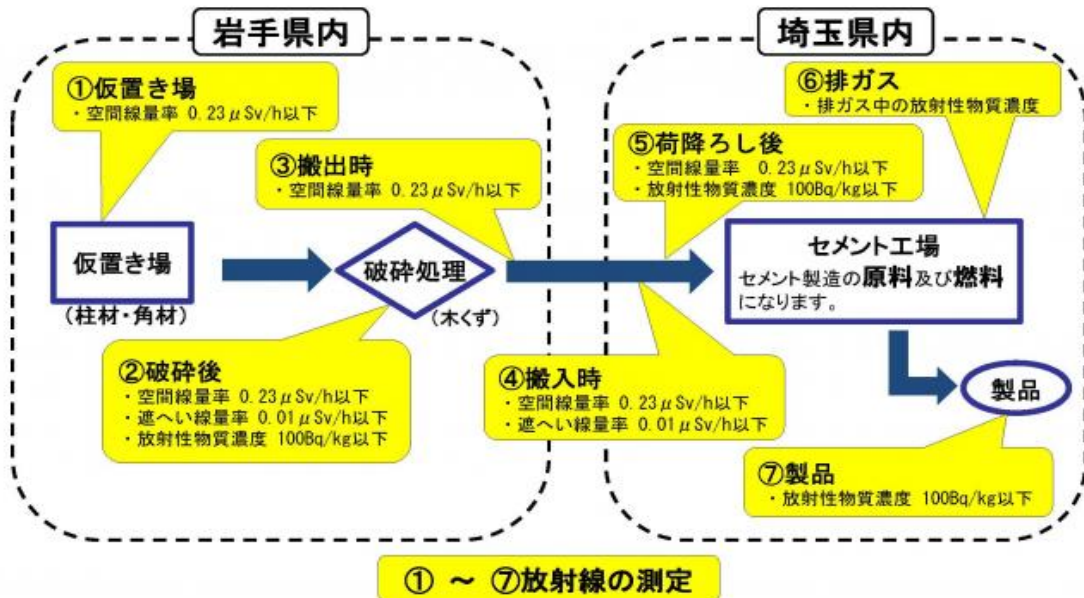 岩手県内
埼玉県内
①仮置き場
・空間線量率 0.23μSv/h以下
③搬出時
・空間線量率 0.23μSv/h以下
⑤荷降ろし後
・空間線量率 0.23μSv/h以下
・放射性物質濃度 100Bq/kg以下
⑥排ガス
・排ガス中の放射性物質濃度
仮置き場
(柱材・角材)
破砕処理
(木くず)
セメント工場
セメント製造の原料及び燃料
になります。
②破砕後
・空間線量率 0.23μSv/h以下
・遮へい線量率 0.01μSv/h以下
・放射性物質濃度 100Bq/kg以下
④搬入時
・空間線量率 0.23μSv/h以下
・遮へい線量率 0.01μSv/h以下
製品
⑦製品
・放射性物質濃度 100Bq/kg以下
① ～ ⑦放射線の測定